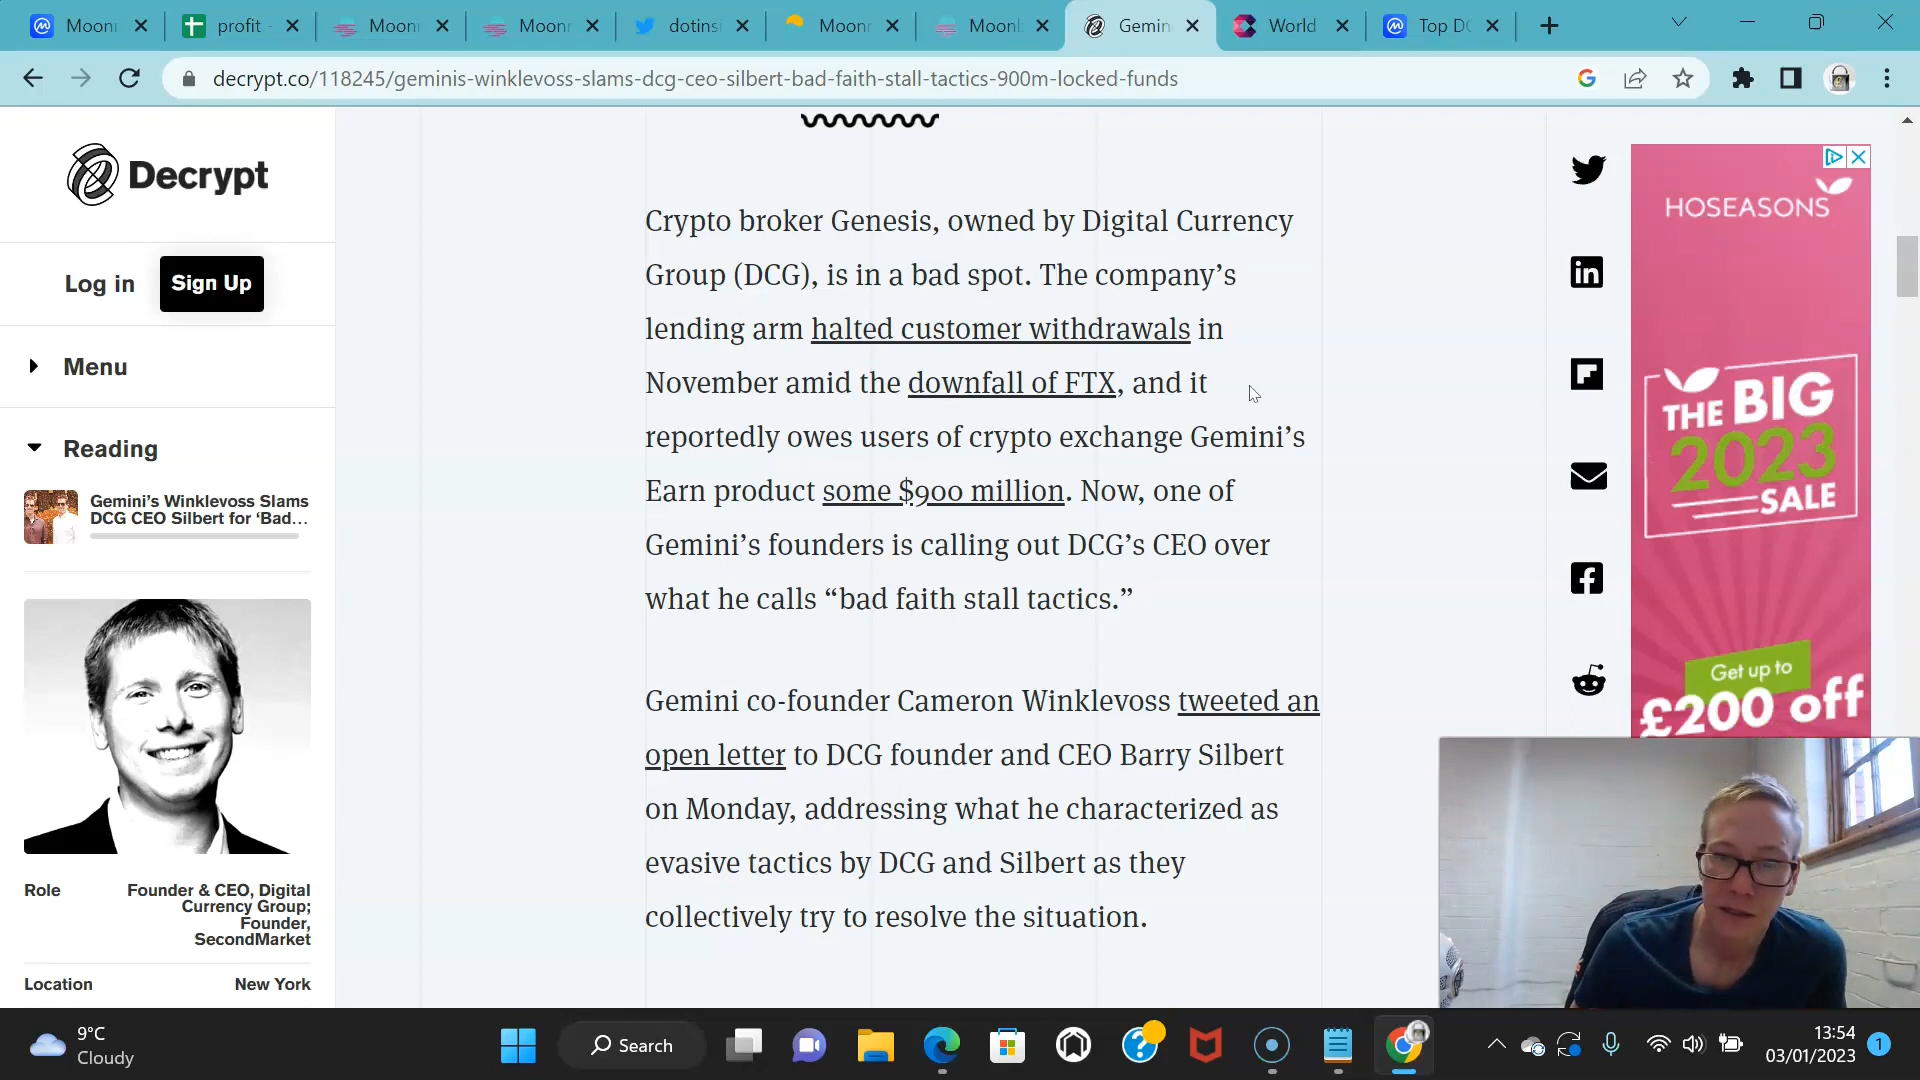 Moon
profit -
Moon
Moon
dotins
Moon
Moon
Gemin
World
Top D
decrypt.co/118245/geminis-winklevoss-slams-dcg-ceo-silbert-bad-faith-stall-tactics-900m-locked-funds
Decrypt
Log in
Sign Up
Menu
Reading
Gemini's Winklevoss Slams
DCG CEO Silbert for 'Bad...
Role
Founder & CEO, Digital
Currency Group;
Founder,
SecondMarket
Location
New York
Crypto broker Genesis, owned by Digital Currency
Group (DCG), is in a bad spot. The company's
lending arm halted customer withdrawals in
November amid the downfall of FTX, and it
reportedly owes users of crypto exchange Gemini's
Earn product some $900 million. Now, one of
Gemini's founders is calling out DCG's CEO over
what he calls “bad faith stall tactics.”
Gemini co-founder Cameron Winklevoss tweeted an
open letter to DCG founder and CEO Barry Silbert
on Monday, addressing what he characterized as
evasive tactics by DCG and Silbert as they
collectively try to resolve the situation.
HOSEASONS
THE BIG
2023
SALE
Get up to
£200 off
9°C
Cloudy
Search
13:54
03/01/2023
1